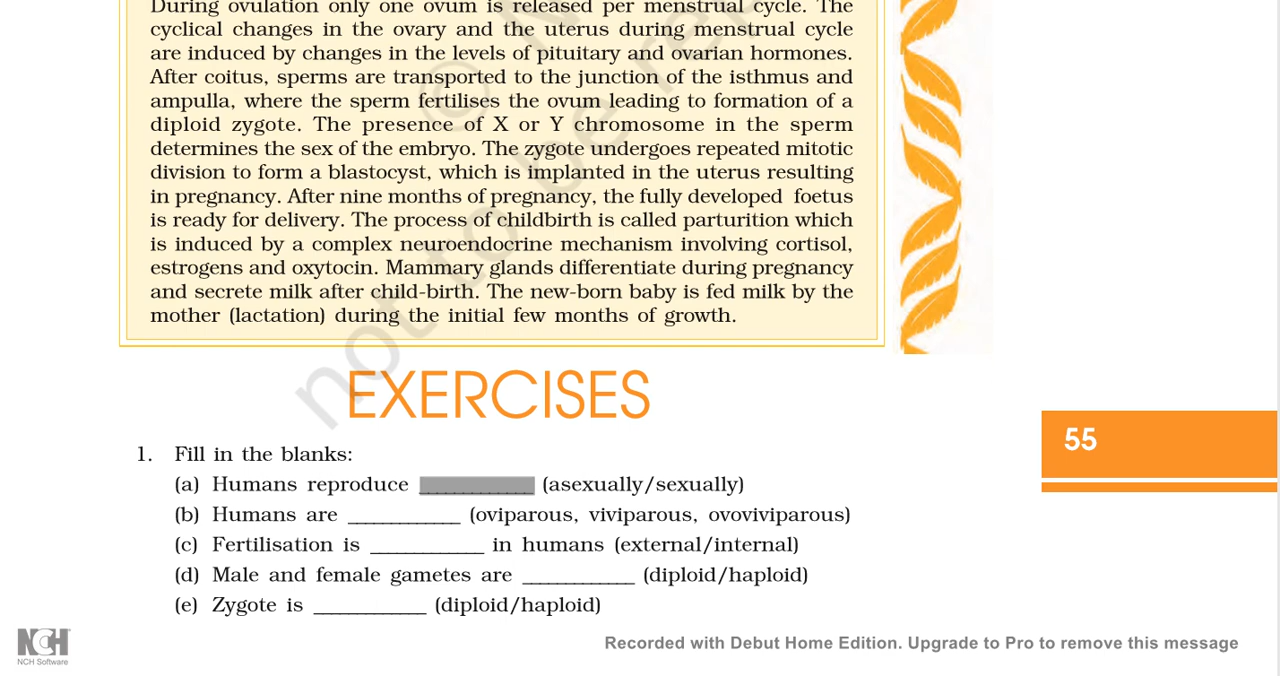 During ovulation only one ovum is released per menstrual cycle. The
cyclical changes in the ovary and the uterus during menstrual cycle
are induced by changes in the levels of pituitary and ovarian hormones.
After coitus, sperms are transported to the junction of the isthmus and
ampulla, where the sperm fertilises the ovum leading to formation of a
diploid zygote. The presence of X or Y chromosome in the sperm
determines the sex of the embryo. The zygote undergoes repeated mitotic
division to form a blastocyst, which is implanted in the uterus resulting
in pregnancy. After nine months of pregnancy, the fully developed foetus
is ready for delivery. The process of childbirth is called parturition which
is induced by a complex neuroendocrine mechanism involving cortisol,
estrogens and oxytocin. Mammary glands differentiate during pregnancy
and secrete milk after child-birth. The new-born baby is fed milk by the
mother (lactation) during the initial few months of growth.
© N
not to be rep
EXERCISES
55
1. Fill in the blanks:
(a) Humans reproduce _____________ (asexually/sexually)
(b) Humans are _____________ (oviparous, viviparous, ovoviviparous)
(c) Fertilisation is _____________ in humans (external/internal)
(d) Male and female gametes are _____________ (diploid/haploid)
(e) Zygote is _____________ (diploid/haploid)
NCH
NCH Software
Recorded with Debut Home Edition. Upgrade to Pro to remove this message